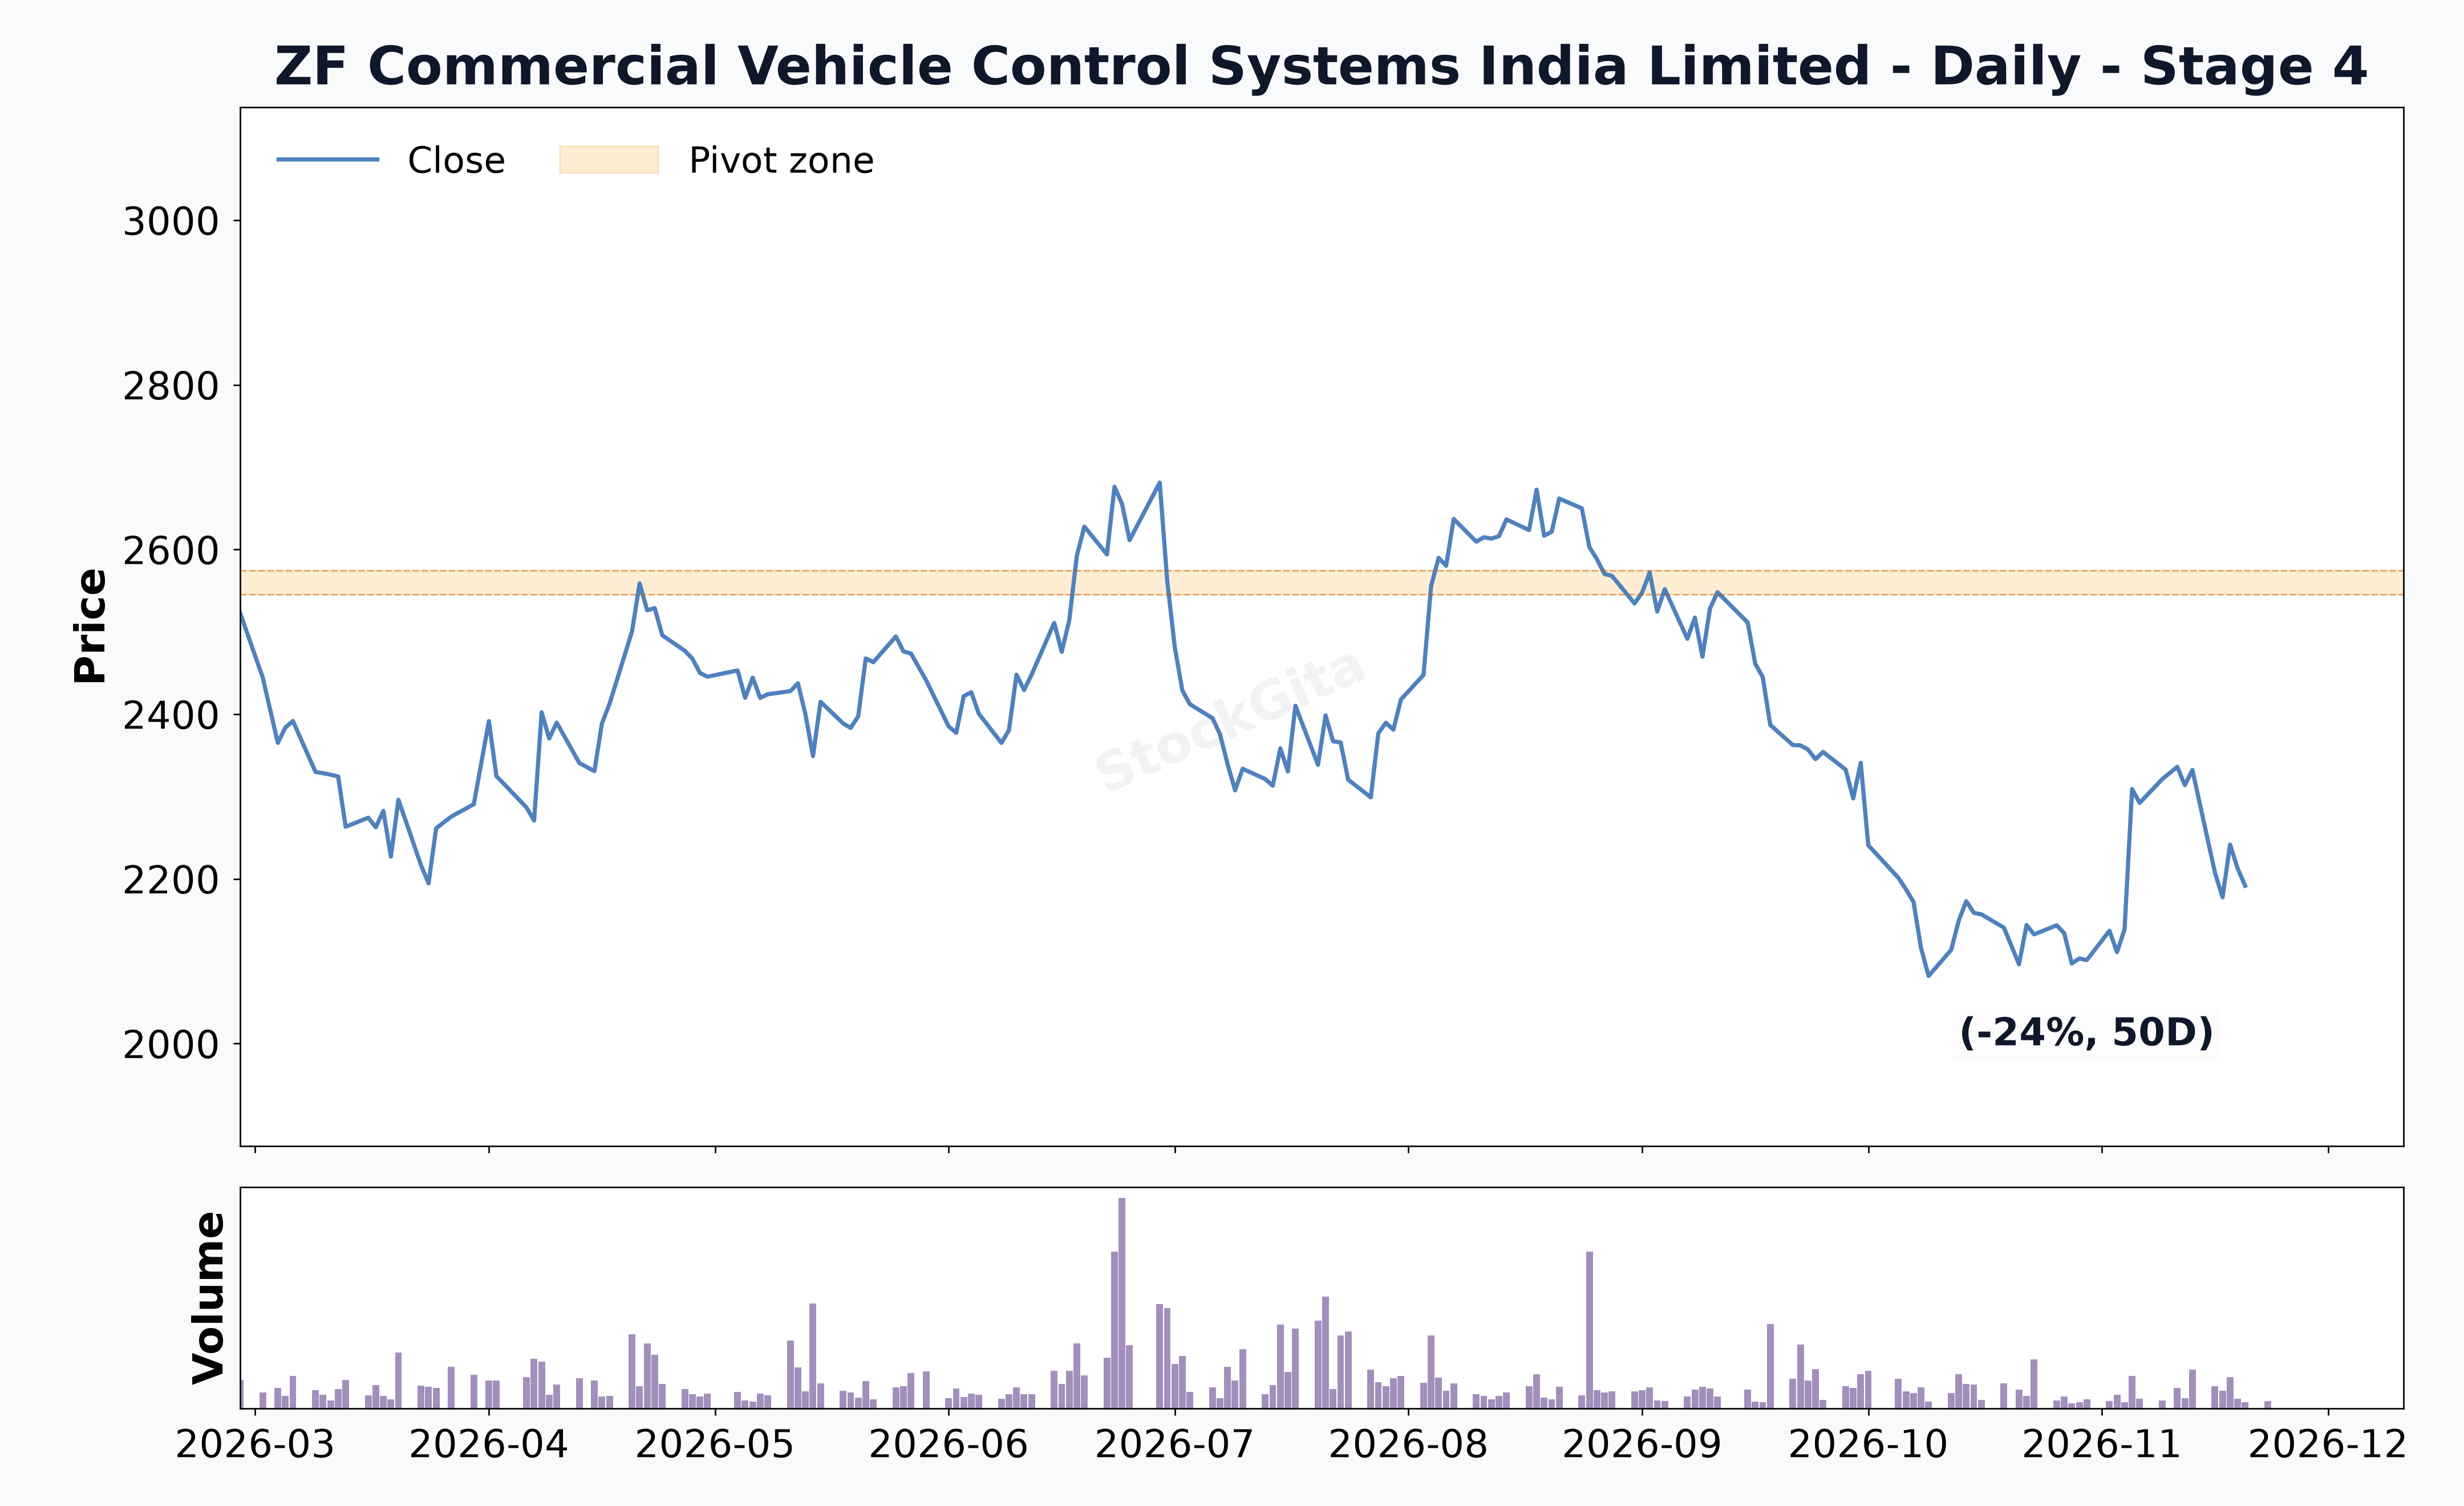 ZF Commercial Vehicle Control Systems India Limited - Daily - Stage 4
Close
Pivot zone
3000
2800
2600
2400
2200
2000
Price
StockGita
(-24%, 50D)
Volume
2026-03
2026-04
2026-05
2026-06
2026-07
2026-08
2026-09
2026-10
2026-11
2026-12